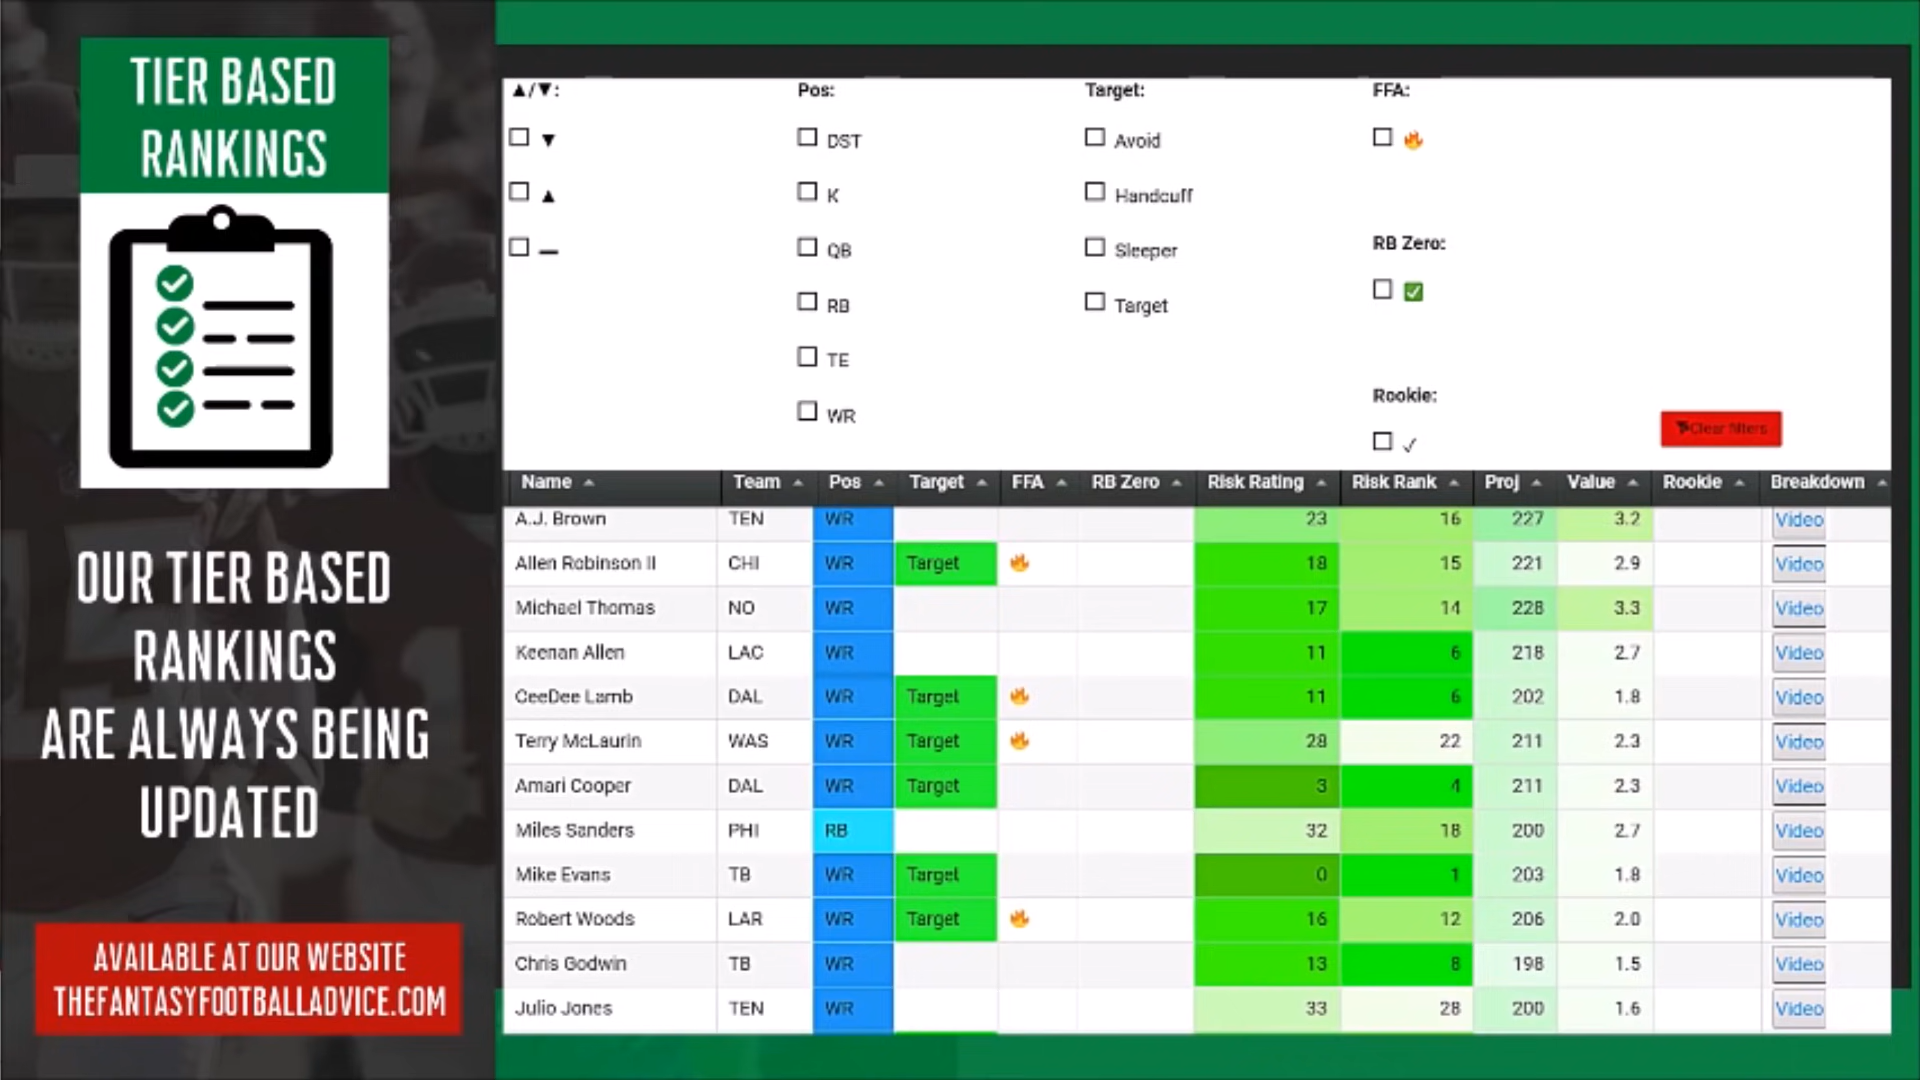 TIER BASED
RANKINGS
OUR TIER BASED
RANKINGS
ARE ALWAYS BEING
UPDATED
AVAILABLE AT OUR WEBSITE
THEFANTASYFOOTBALLADVICE.COM
▲/▼: Pos: Target: FFA:
▼ DST Avoid 🔥
▲ K Handcuff
— QB Sleeper RB Zero:
RB Target ✅
TE
WR Rookie:
✓ Clear filters
Name Team Pos Target FFA RB Zero Risk Rating Risk Rank Proj Value Rookie Breakdown
A.J. Brown TEN WR 23 16 227 3.2 Video
Allen Robinson II CHI WR Target 🔥 18 15 221 2.9 Video
Michael Thomas NO WR 17 14 228 3.3 Video
Keenan Allen LAC WR 11 6 218 2.7 Video
CeeDee Lamb DAL WR Target 🔥 11 6 202 1.8 Video
Terry McLaurin WAS WR Target 🔥 28 22 211 2.3 Video
Amari Cooper DAL WR Target 3 4 211 2.3 Video
Miles Sanders PHI RB 32 18 200 2.7 Video
Mike Evans TB WR Target 0 1 203 1.8 Video
Robert Woods LAR WR Target 🔥 16 12 206 2.0 Video
Chris Godwin TB WR 13 8 198 1.5 Video
Julio Jones TEN WR 33 28 200 1.6 Video